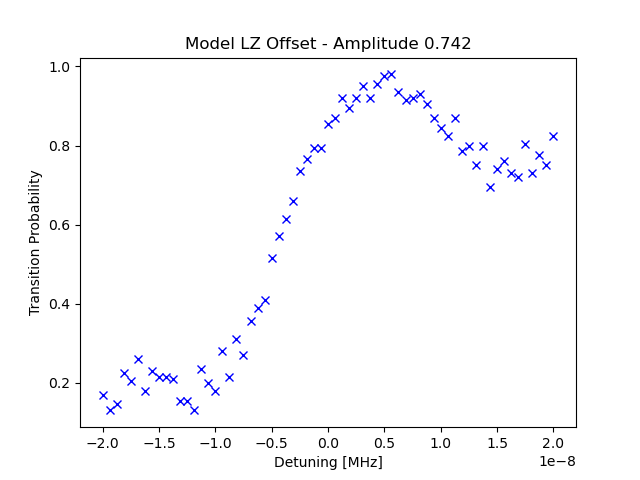 Model LZ Offset - Amplitude 0.742
Transition Probability
1.0
0.8
0.6
0.4
0.2
−2.0 −1.5 −1.0 −0.5 0.0 0.5 1.0 1.5 2.0
Detuning [MHz]
1e−8